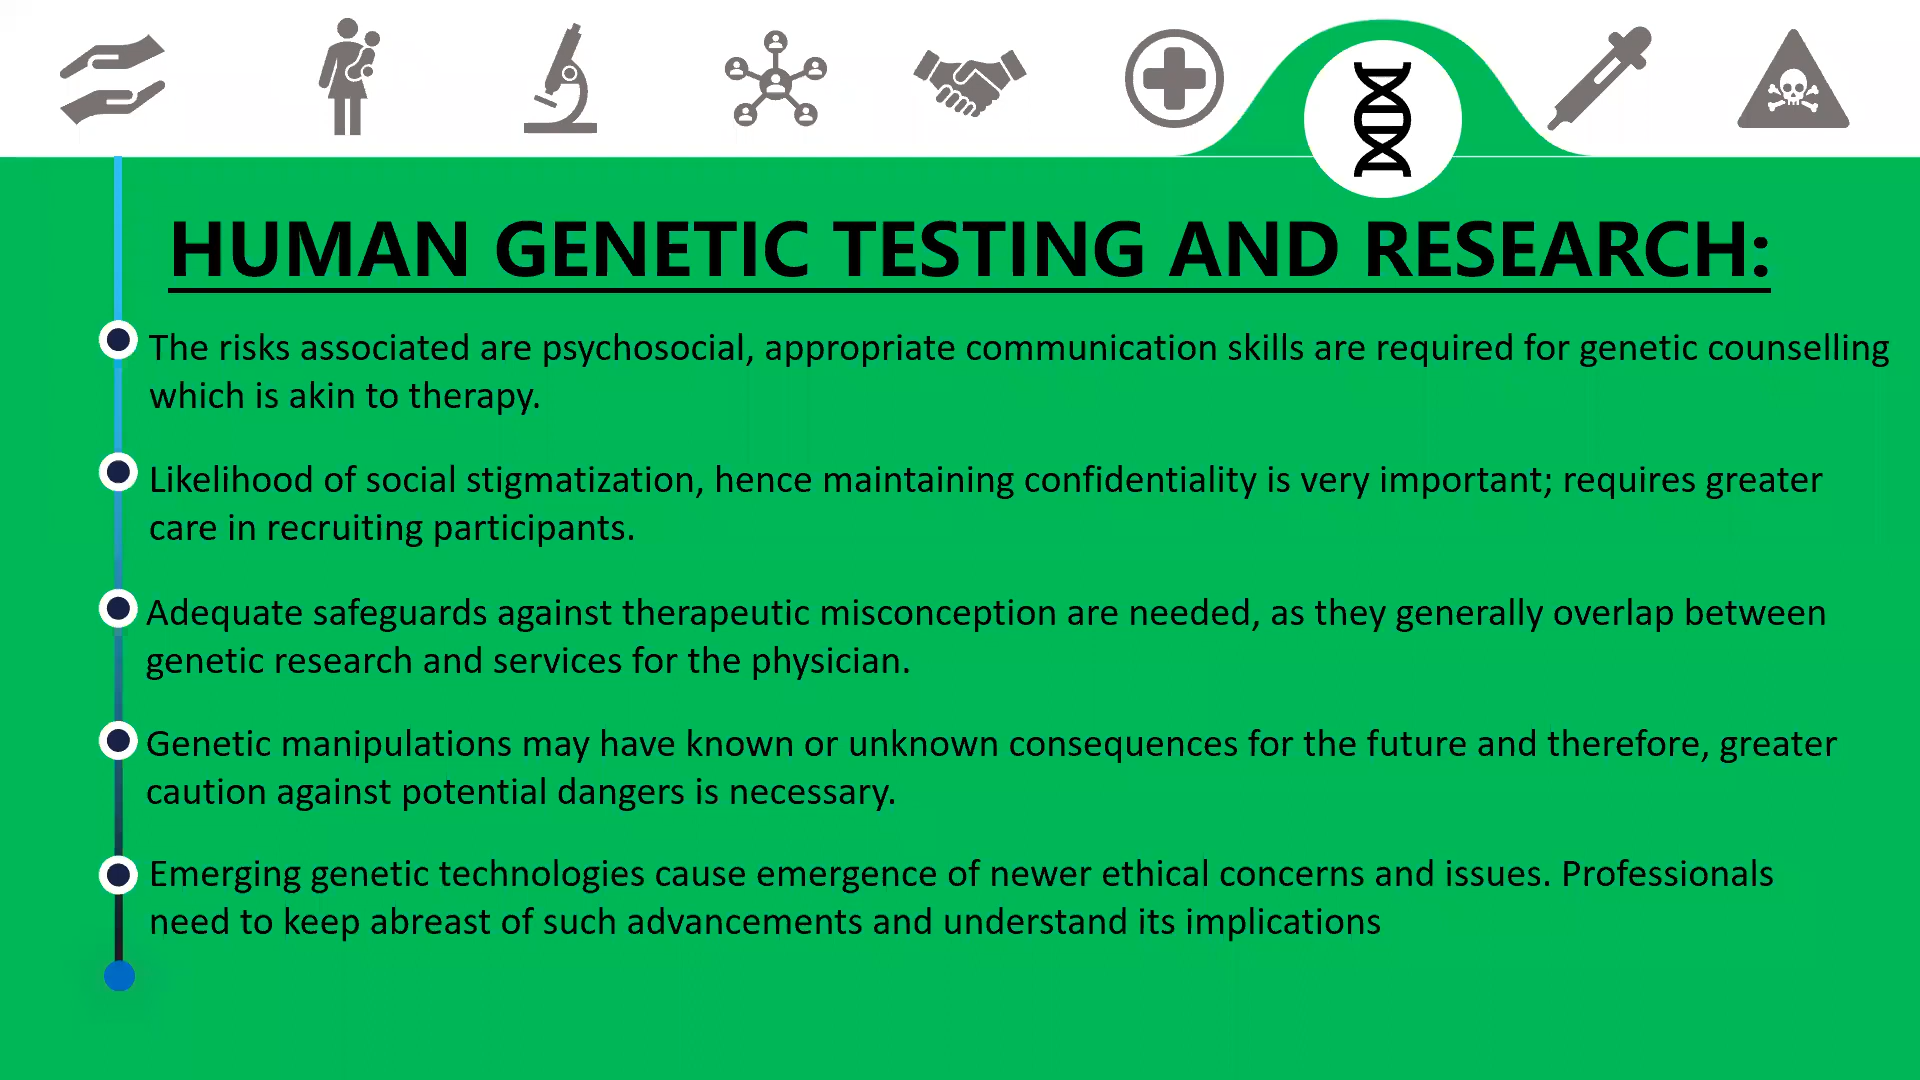 HUMAN GENETIC TESTING AND RESEARCH:
The risks associated are psychosocial, appropriate communication skills are required for genetic counselling
which is akin to therapy.
Likelihood of social stigmatization, hence maintaining confidentiality is very important; requires greater
care in recruiting participants.
Adequate safeguards against therapeutic misconception are needed, as they generally overlap between
genetic research and services for the physician.
Genetic manipulations may have known or unknown consequences for the future and therefore, greater
caution against potential dangers is necessary.
Emerging genetic technologies cause emergence of newer ethical concerns and issues. Professionals
need to keep abreast of such advancements and understand its implications